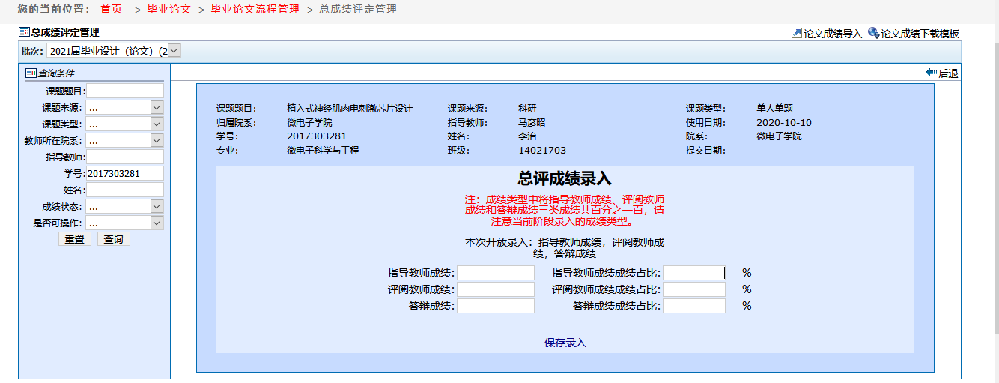 您的当前位置： 首页 > 毕业论文 > 毕业论文流程管理 > 总成绩评定管理
总成绩评定管理
论文成绩导入 论文成绩下载模板
批次： 2021届毕业设计（论文）(2
查询条件
后退
课题题目:
课题来源: ...
课题类型: ...
教师所在院系: ...
指导教师:
学号: 2017303281
姓名:
成绩状态: ...
是否可操作: ...
重置 查询
课题题目: 植入式神经肌肉电刺激芯片设计 课题来源: 科研 课题类型: 单人单题
归属院系: 微电子学院 指导教师: 马彦昭 使用日期: 2020-10-10
学号: 2017303281 姓名: 李治 院系: 微电子学院
专业: 微电子科学与工程 班级: 14021703 提交日期:
总评成绩录入
注：成绩类型中将指导教师成绩、评阅教师
成绩和答辩成绩三类成绩共百分之一百，请
注意当前阶段录入的成绩类型。
本次开放录入：指导教师成绩，评阅教师成
绩，答辩成绩
指导教师成绩: 指导教师成绩成绩占比: %
评阅教师成绩: 评阅教师成绩成绩占比: %
答辩成绩: 答辩成绩成绩占比: %
保存录入